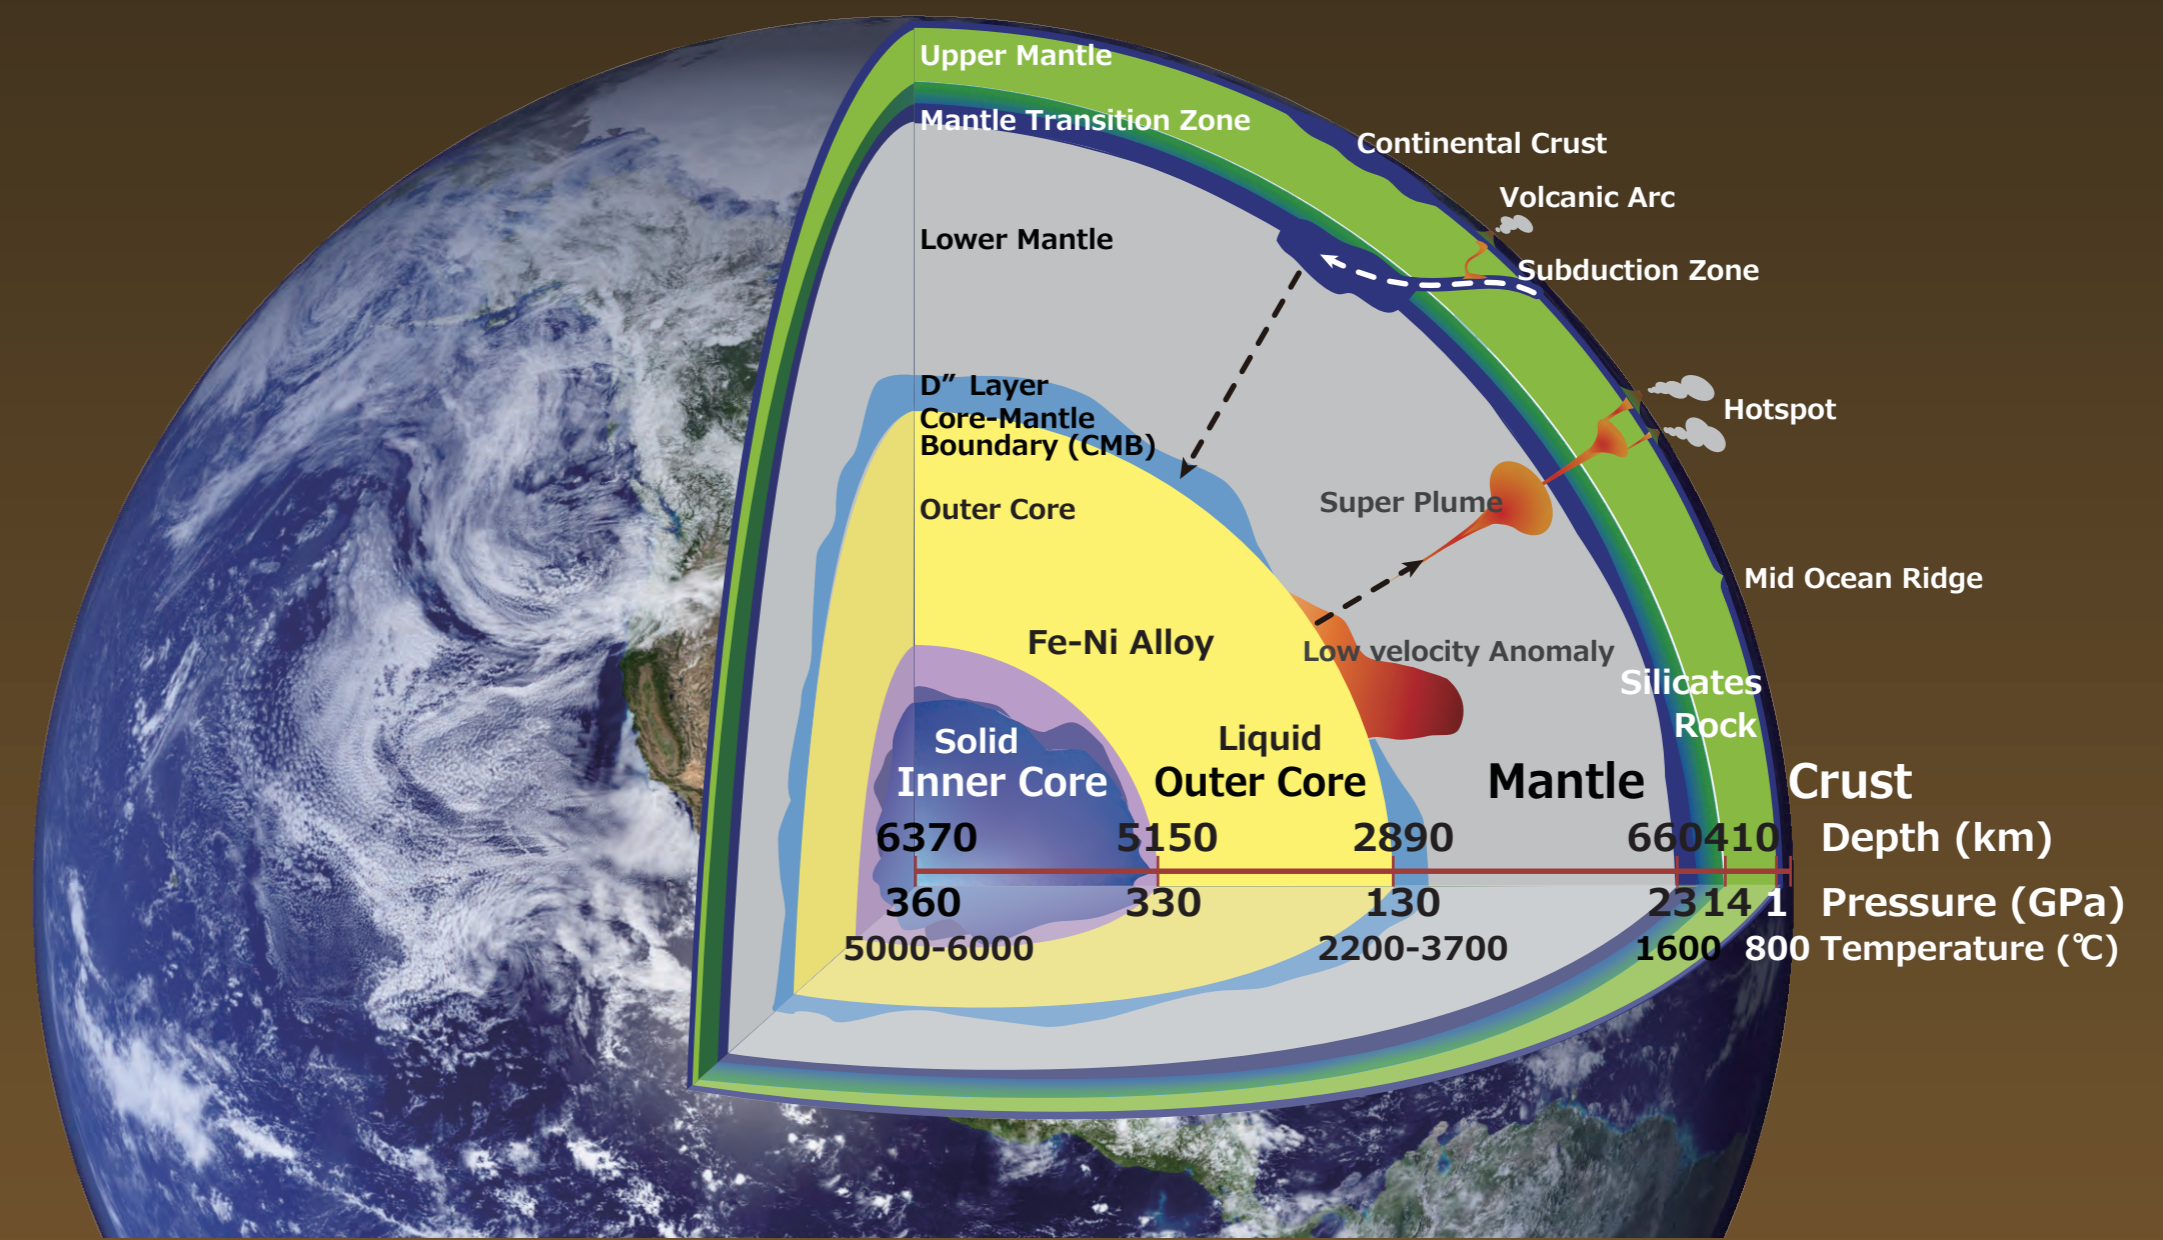 Upper Mantle
Mantle Transition Zone
Continental Crust
Volcanic Arc
Lower Mantle
Subduction Zone
D” Layer
Core-Mantle
Boundary (CMB)
Hotspot
Outer Core
Super Plume
Mid Ocean Ridge
Fe-Ni Alloy
Low velocity Anomaly
Silicates
Rock
Solid
Inner Core
Liquid
Outer Core
Mantle
Crust
6370 5150 2890 660 410 Depth (km)
360 330 130 23 14 1 Pressure (GPa)
5000-6000 2200-3700 1600 800 Temperature (℃)